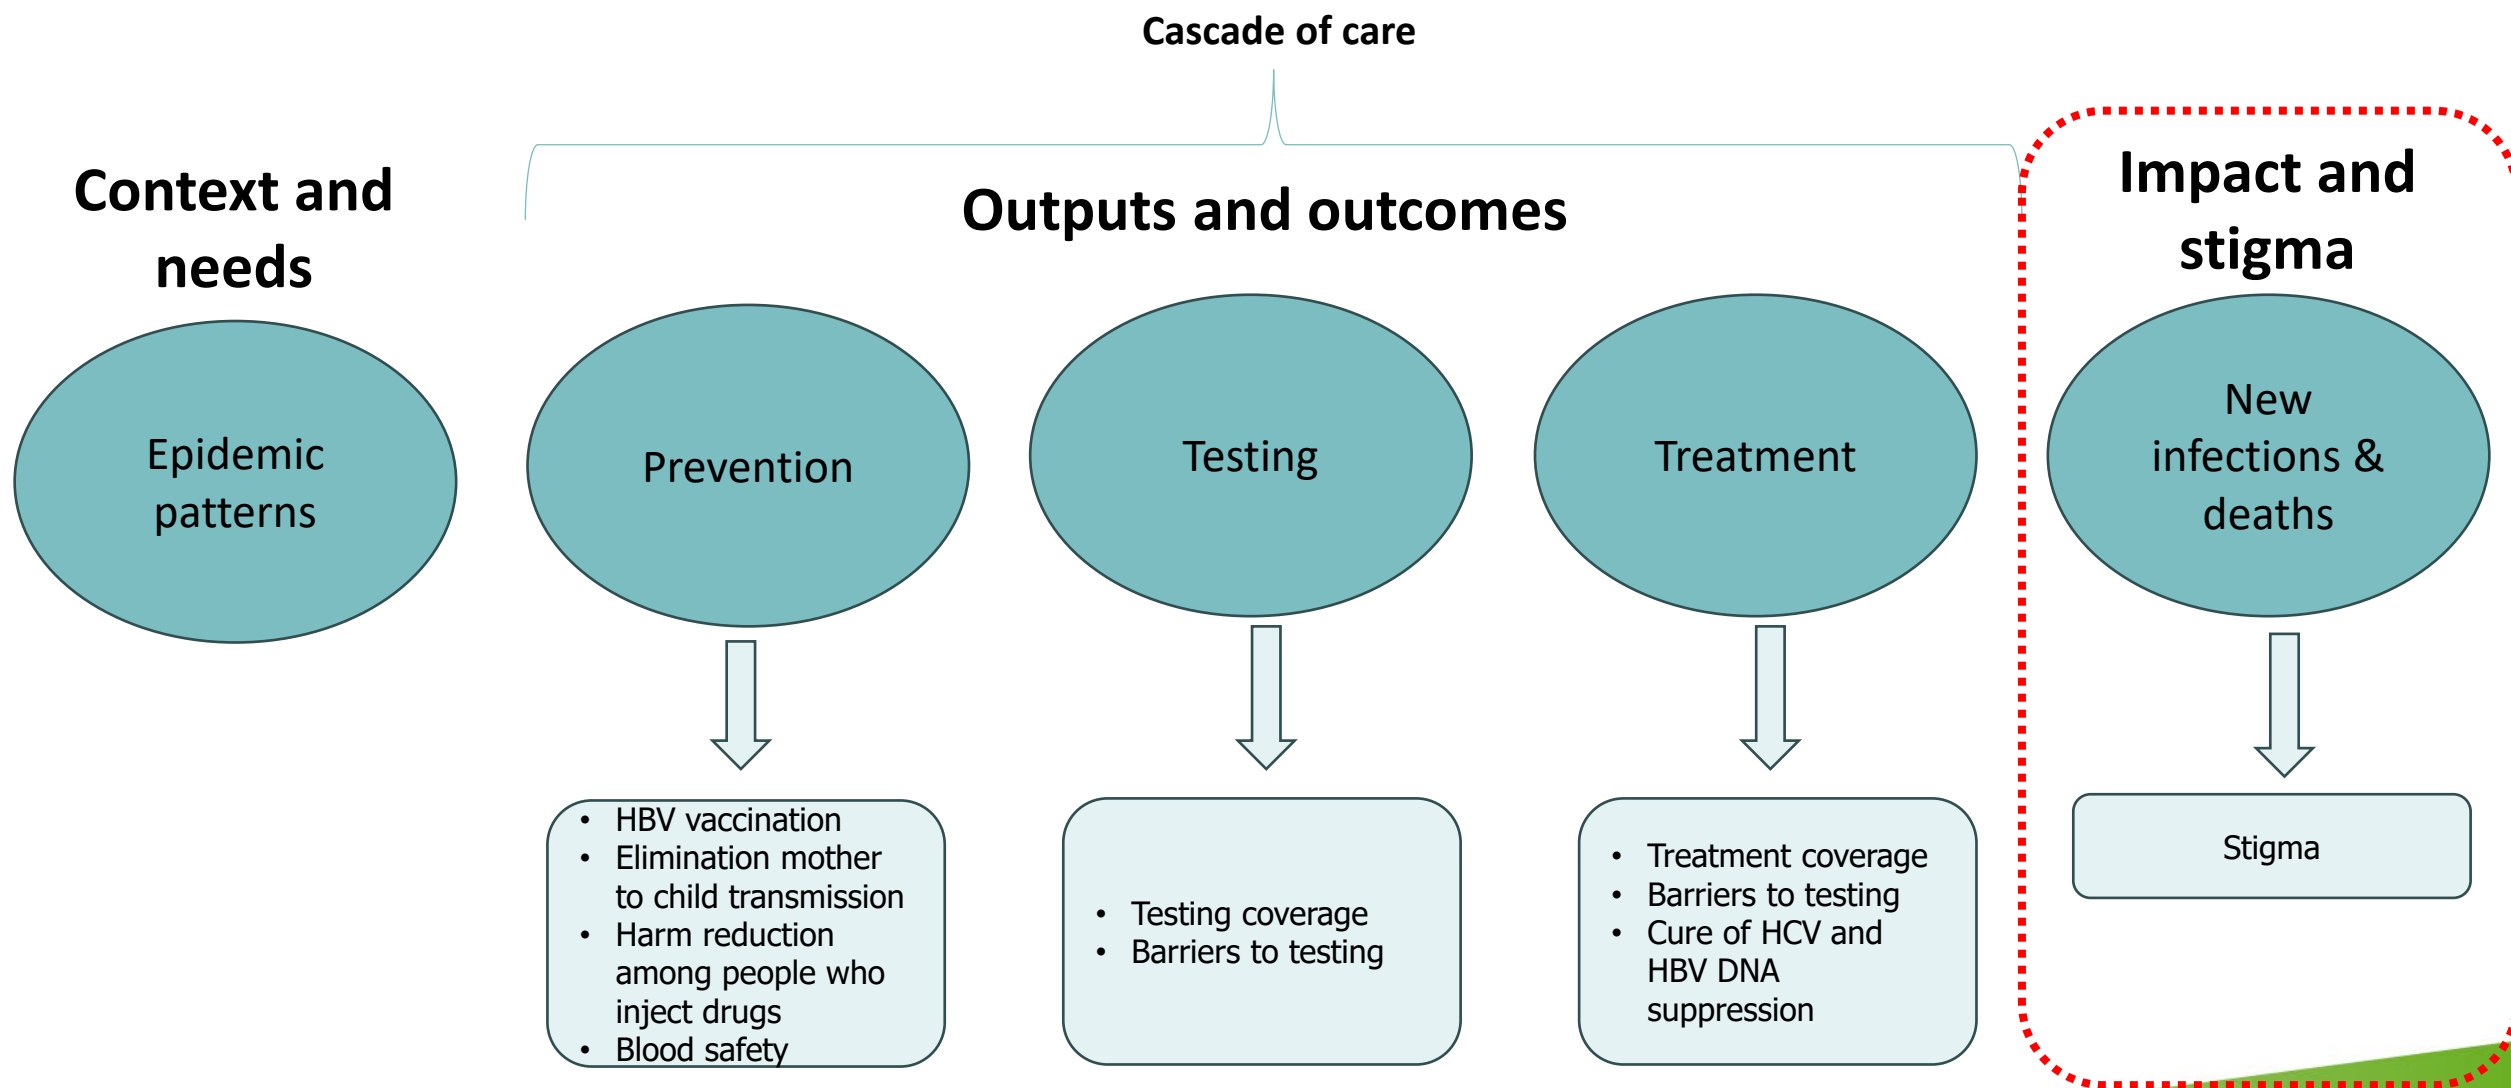 Cascade of care
Context and
needs
Outputs and outcomes
Impact and
stigma
Epidemic
patterns
Prevention
Testing
Treatment
New
infections &
deaths
• HBV vaccination
• Elimination mother
to child transmission
• Harm reduction
among people who
inject drugs
• Blood safety
• Testing coverage
• Barriers to testing
• Treatment coverage
• Barriers to testing
• Cure of HCV and
HBV DNA
suppression
Stigma